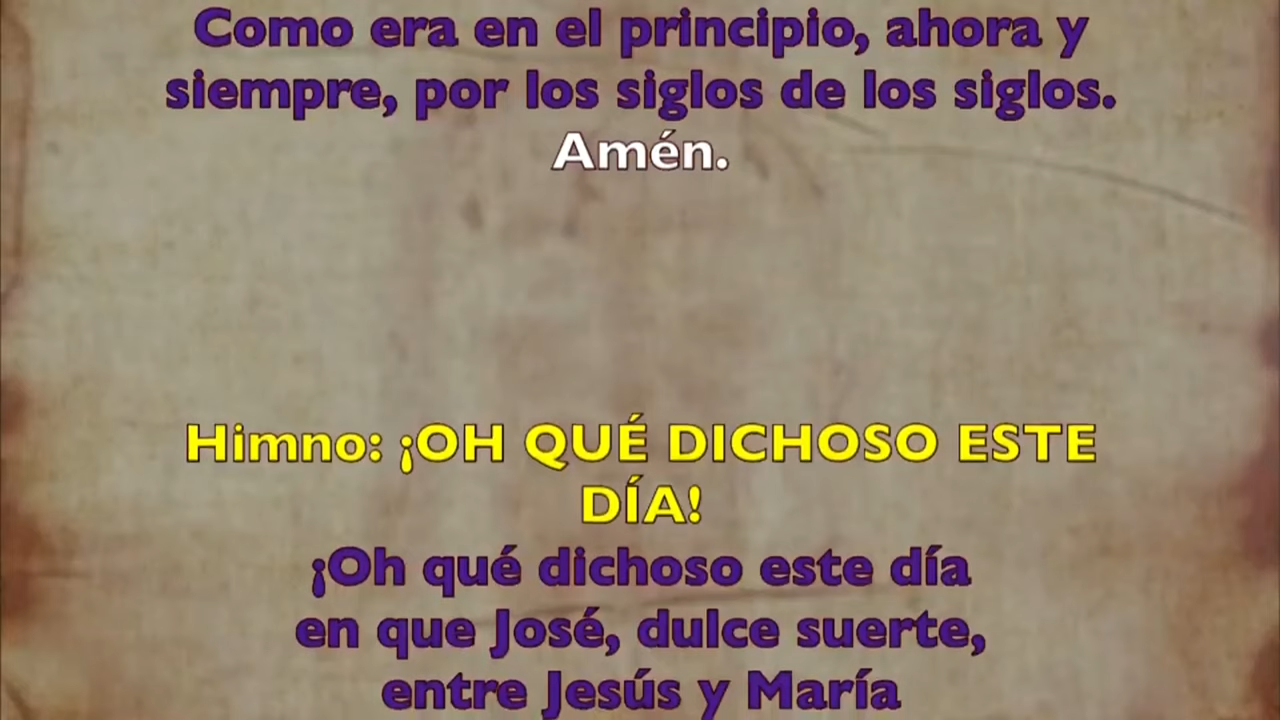 Como era en el principio, ahora y
siempre, por los siglos de los siglos.
Amén.
Himno: ¡OH QUÉ DICHOSO ESTE
DÍA!
¡Oh qué dichoso este día
en que José, dulce suerte,
entre Jesús y María